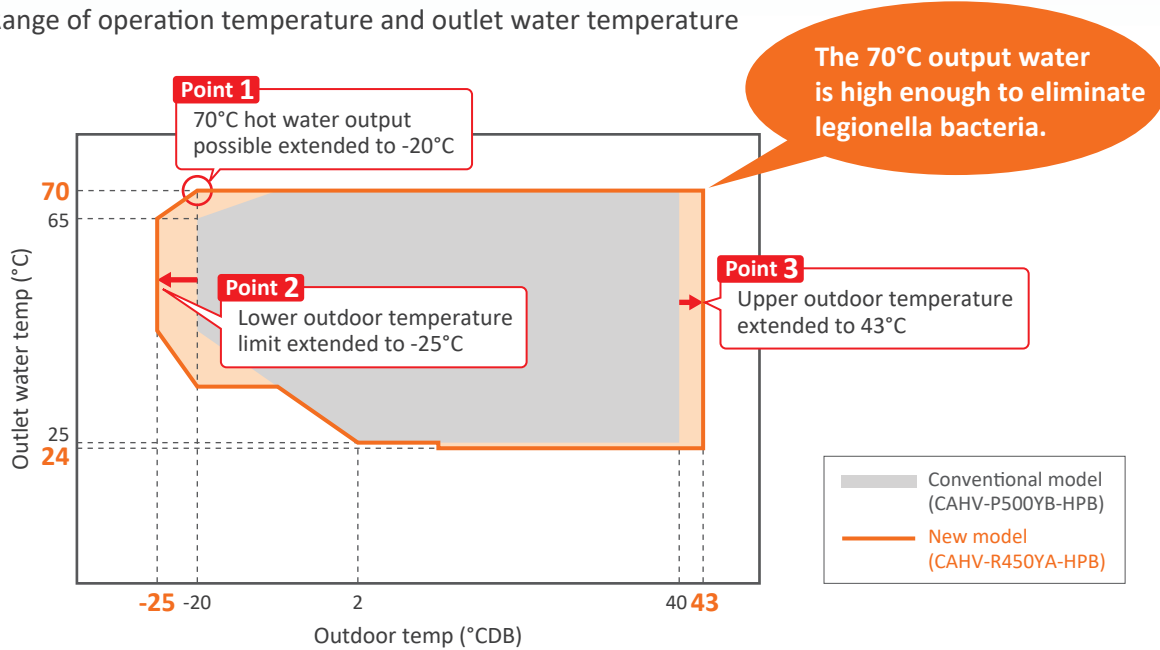 ange of operation temperature and outlet water temperature
The 70°C output water
is high enough to eliminate
legionella bacteria.
Point 1
70°C hot water output
possible extended to -20°C
70
65
Point 2
Lower outdoor temperature
limit extended to -25°C
Point 3
Upper outdoor temperature
extended to 43°C
Outlet water temp (°C)
25
24
Conventional model
(CAHV-P500YB-HPB)
New model
(CAHV-R450YA-HPB)
-25 -20 2 40 43
Outdoor temp (°CDB)